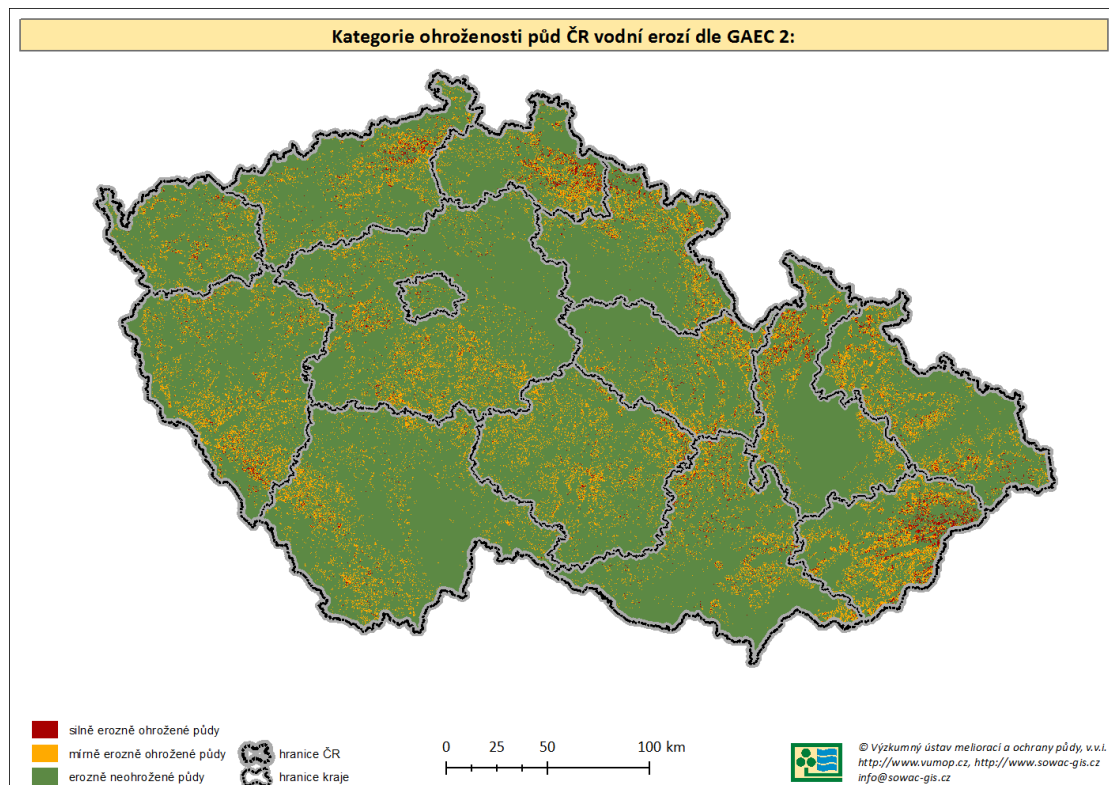 Kategorie ohroženosti půd ČR vodní erozí dle GAEC 2:
silně erozně ohrožené půdy
mírně erozně ohrožené půdy
erozně neohrožené půdy
hranice ČR
hranice kraje
0 25 50 100 km
© Výzkumný ústav meliorací a ochrany půdy, v.v.i.
http://www.vumop.cz, http://www.sowac-gis.cz
info@sowac-gis.cz